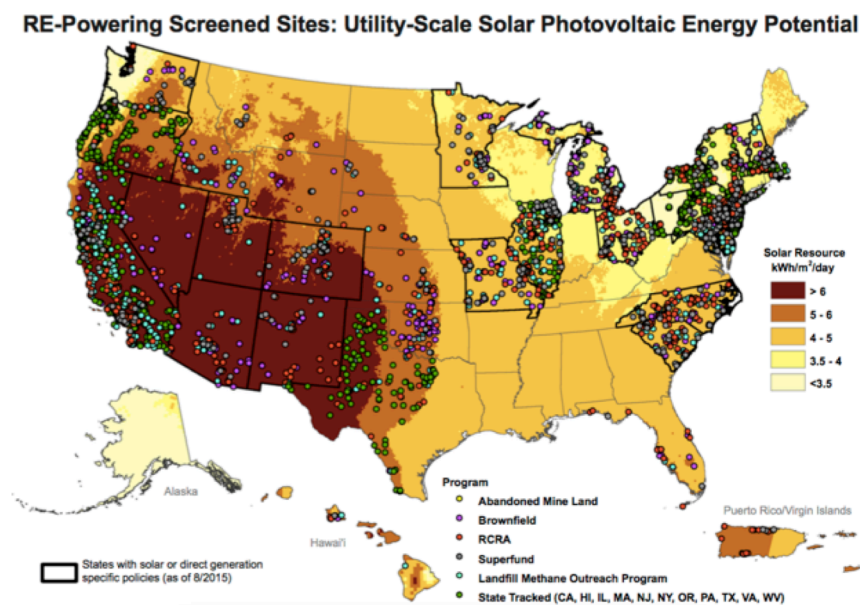 RE-Powering Screened Sites: Utility-Scale Solar Photovoltaic Energy Potential
Solar Resource
kWh/m²/day
> 6
5 - 6
4 - 5
3.5 - 4
<3.5
Alaska
Hawai'i
Puerto Rico/Virgin Islands
Program
Abandoned Mine Land
Brownfield
RCRA
Superfund
Landfill Methane Outreach Program
State Tracked (CA, HI, IL, MA, NJ, NY, OR, PA, TX, VA, WV)
States with solar or direct generation
specific policies (as of 8/2015)